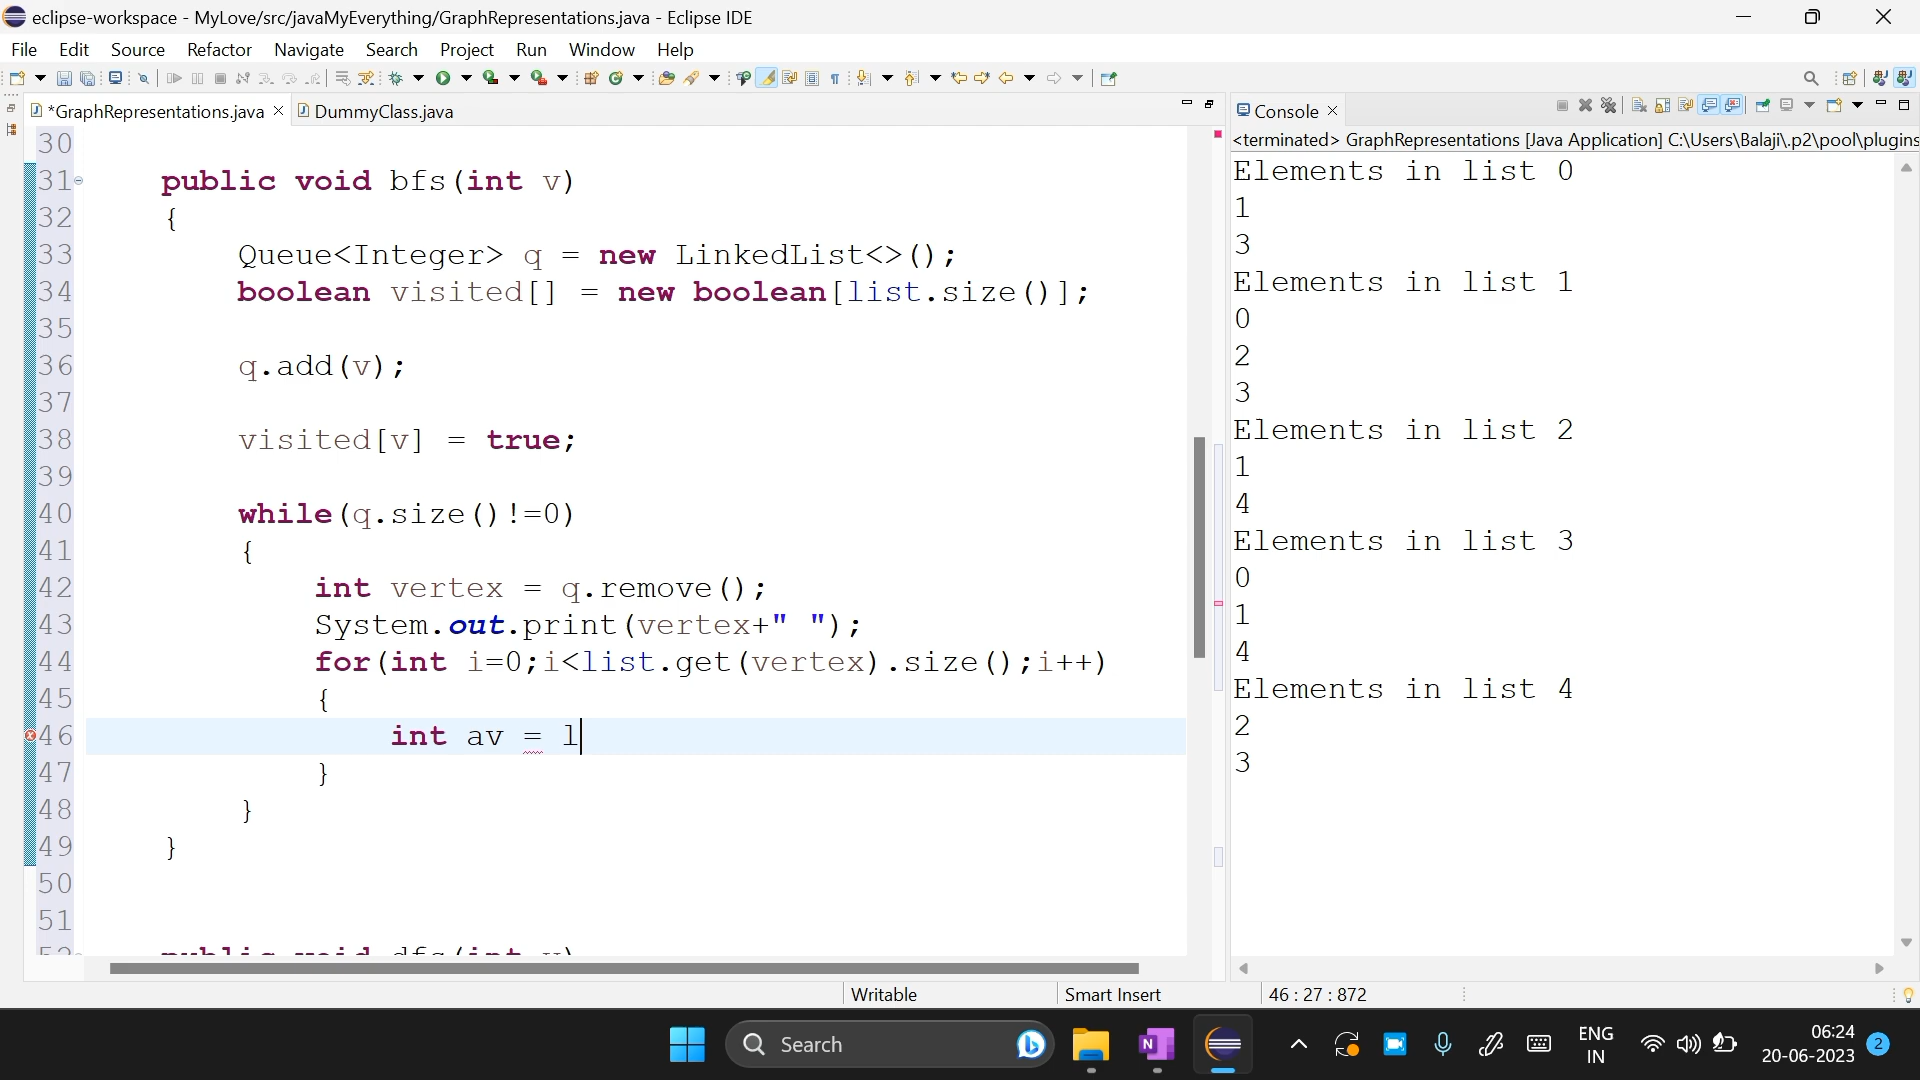 eclipse-workspace - MyLove/src/javaMyEverything/GraphRepresentations.java - Eclipse IDE
File Edit Source Refactor Navigate Search Project Run Window Help
*GraphRepresentations.java DummyClass.java
30
31 public void bfs(int v)
32 {
33 Queue<Integer> q = new LinkedList<>();
34 boolean visited[] = new boolean[list.size()];
35
36 q.add(v);
37
38 visited[v] = true;
39
40 while(q.size()!=0)
41 {
42 int vertex = q.remove();
43 System.out.print(vertex+" ");
44 for(int i=0;i<list.get(vertex).size();i++)
45 {
46 int av = l
47 }
48 }
49 }
50
51
52 public void dfs(int v)
Console
<terminated> GraphRepresentations [Java Application] C:\Users\Balaji\.p2\pool\plugins
Elements in list 0
1
3
Elements in list 1
0
2
3
Elements in list 2
1
4
Elements in list 3
0
1
4
Elements in list 4
2
3
Writable Smart Insert 46 : 27 : 872
Search
N
ENG
IN
06:24
20-06-2023
2